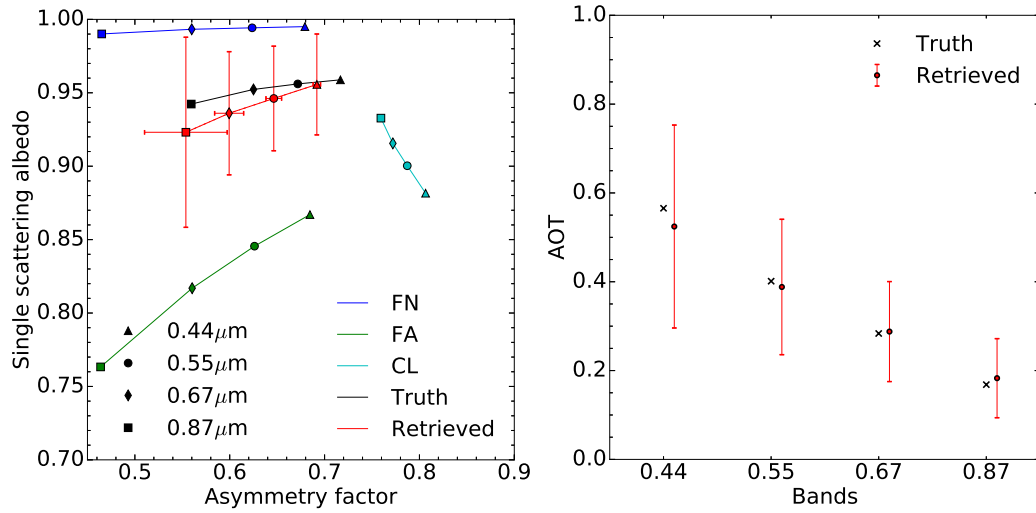 1.00
0.95
0.90
0.85
0.80
0.75
0.70
Single scattering albedo
0.5 0.6 0.7 0.8 0.9
Asymmetry factor
0.44μm
0.55μm
0.67μm
0.87μm
FN
FA
CL
Truth
Retrieved
1.0
0.8
0.6
0.4
0.2
0.0
AOT
0.44 0.55 0.67 0.87
Bands
Truth
Retrieved